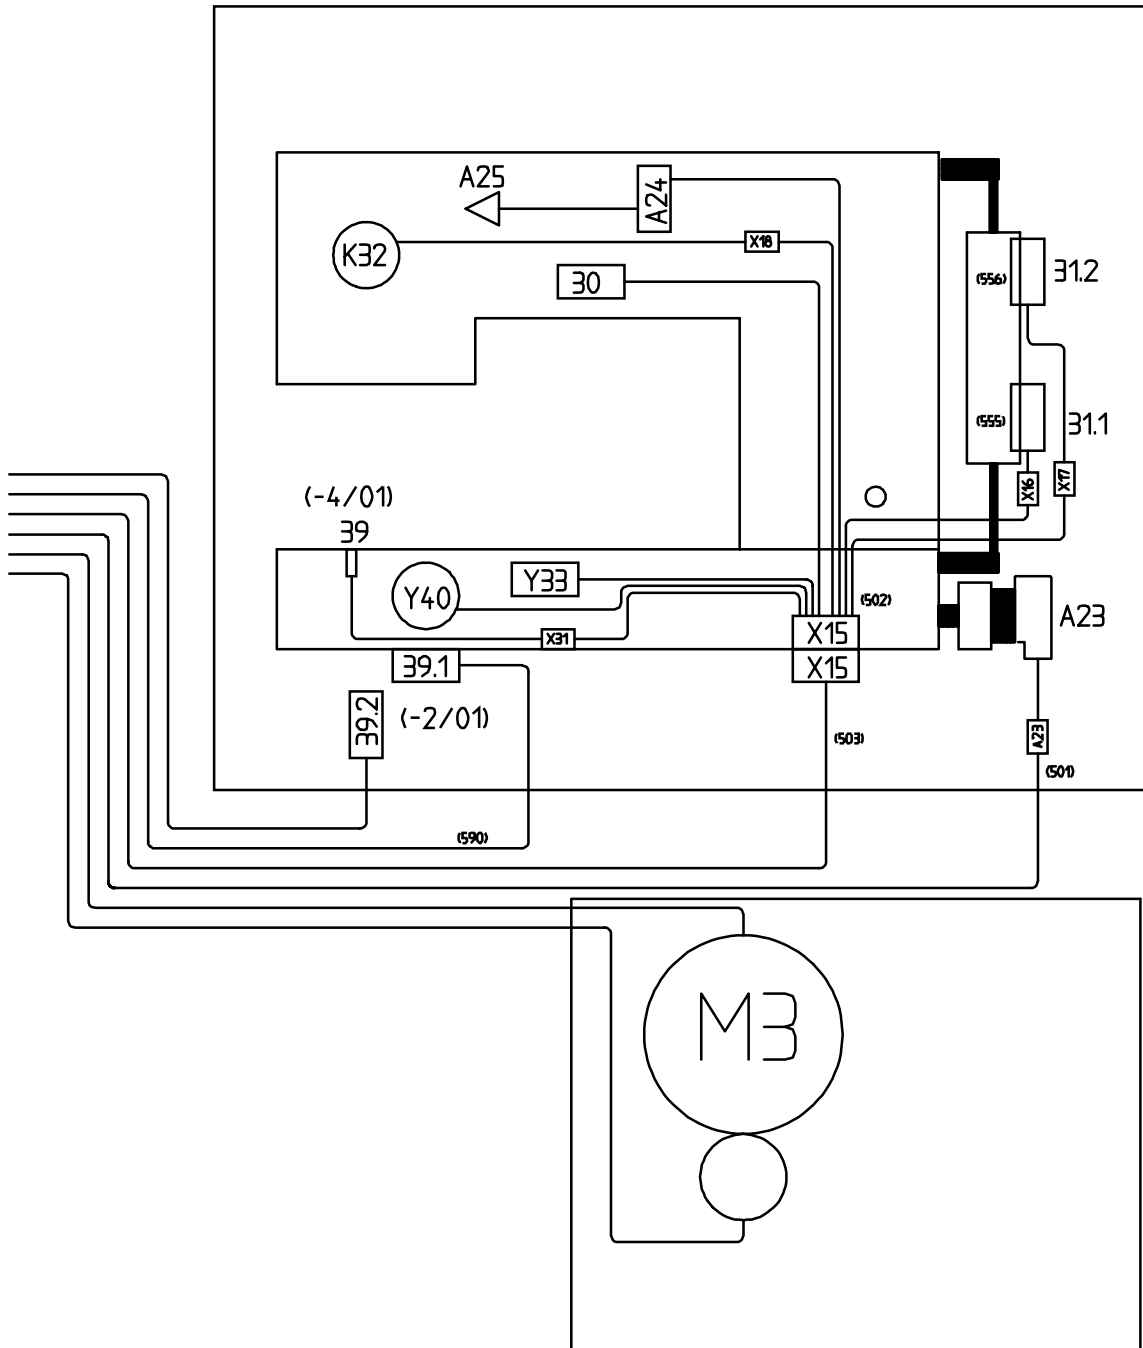 A25
A24
K32
X18
30
(556)
31.2
(555)
31.1
X16
X17
(-4/01)
39
Y40
Y33
(502)
X31
X15
A23
39.1
X15
39.2
(-2/01)
(503)
A23
(501)
(590)
M3